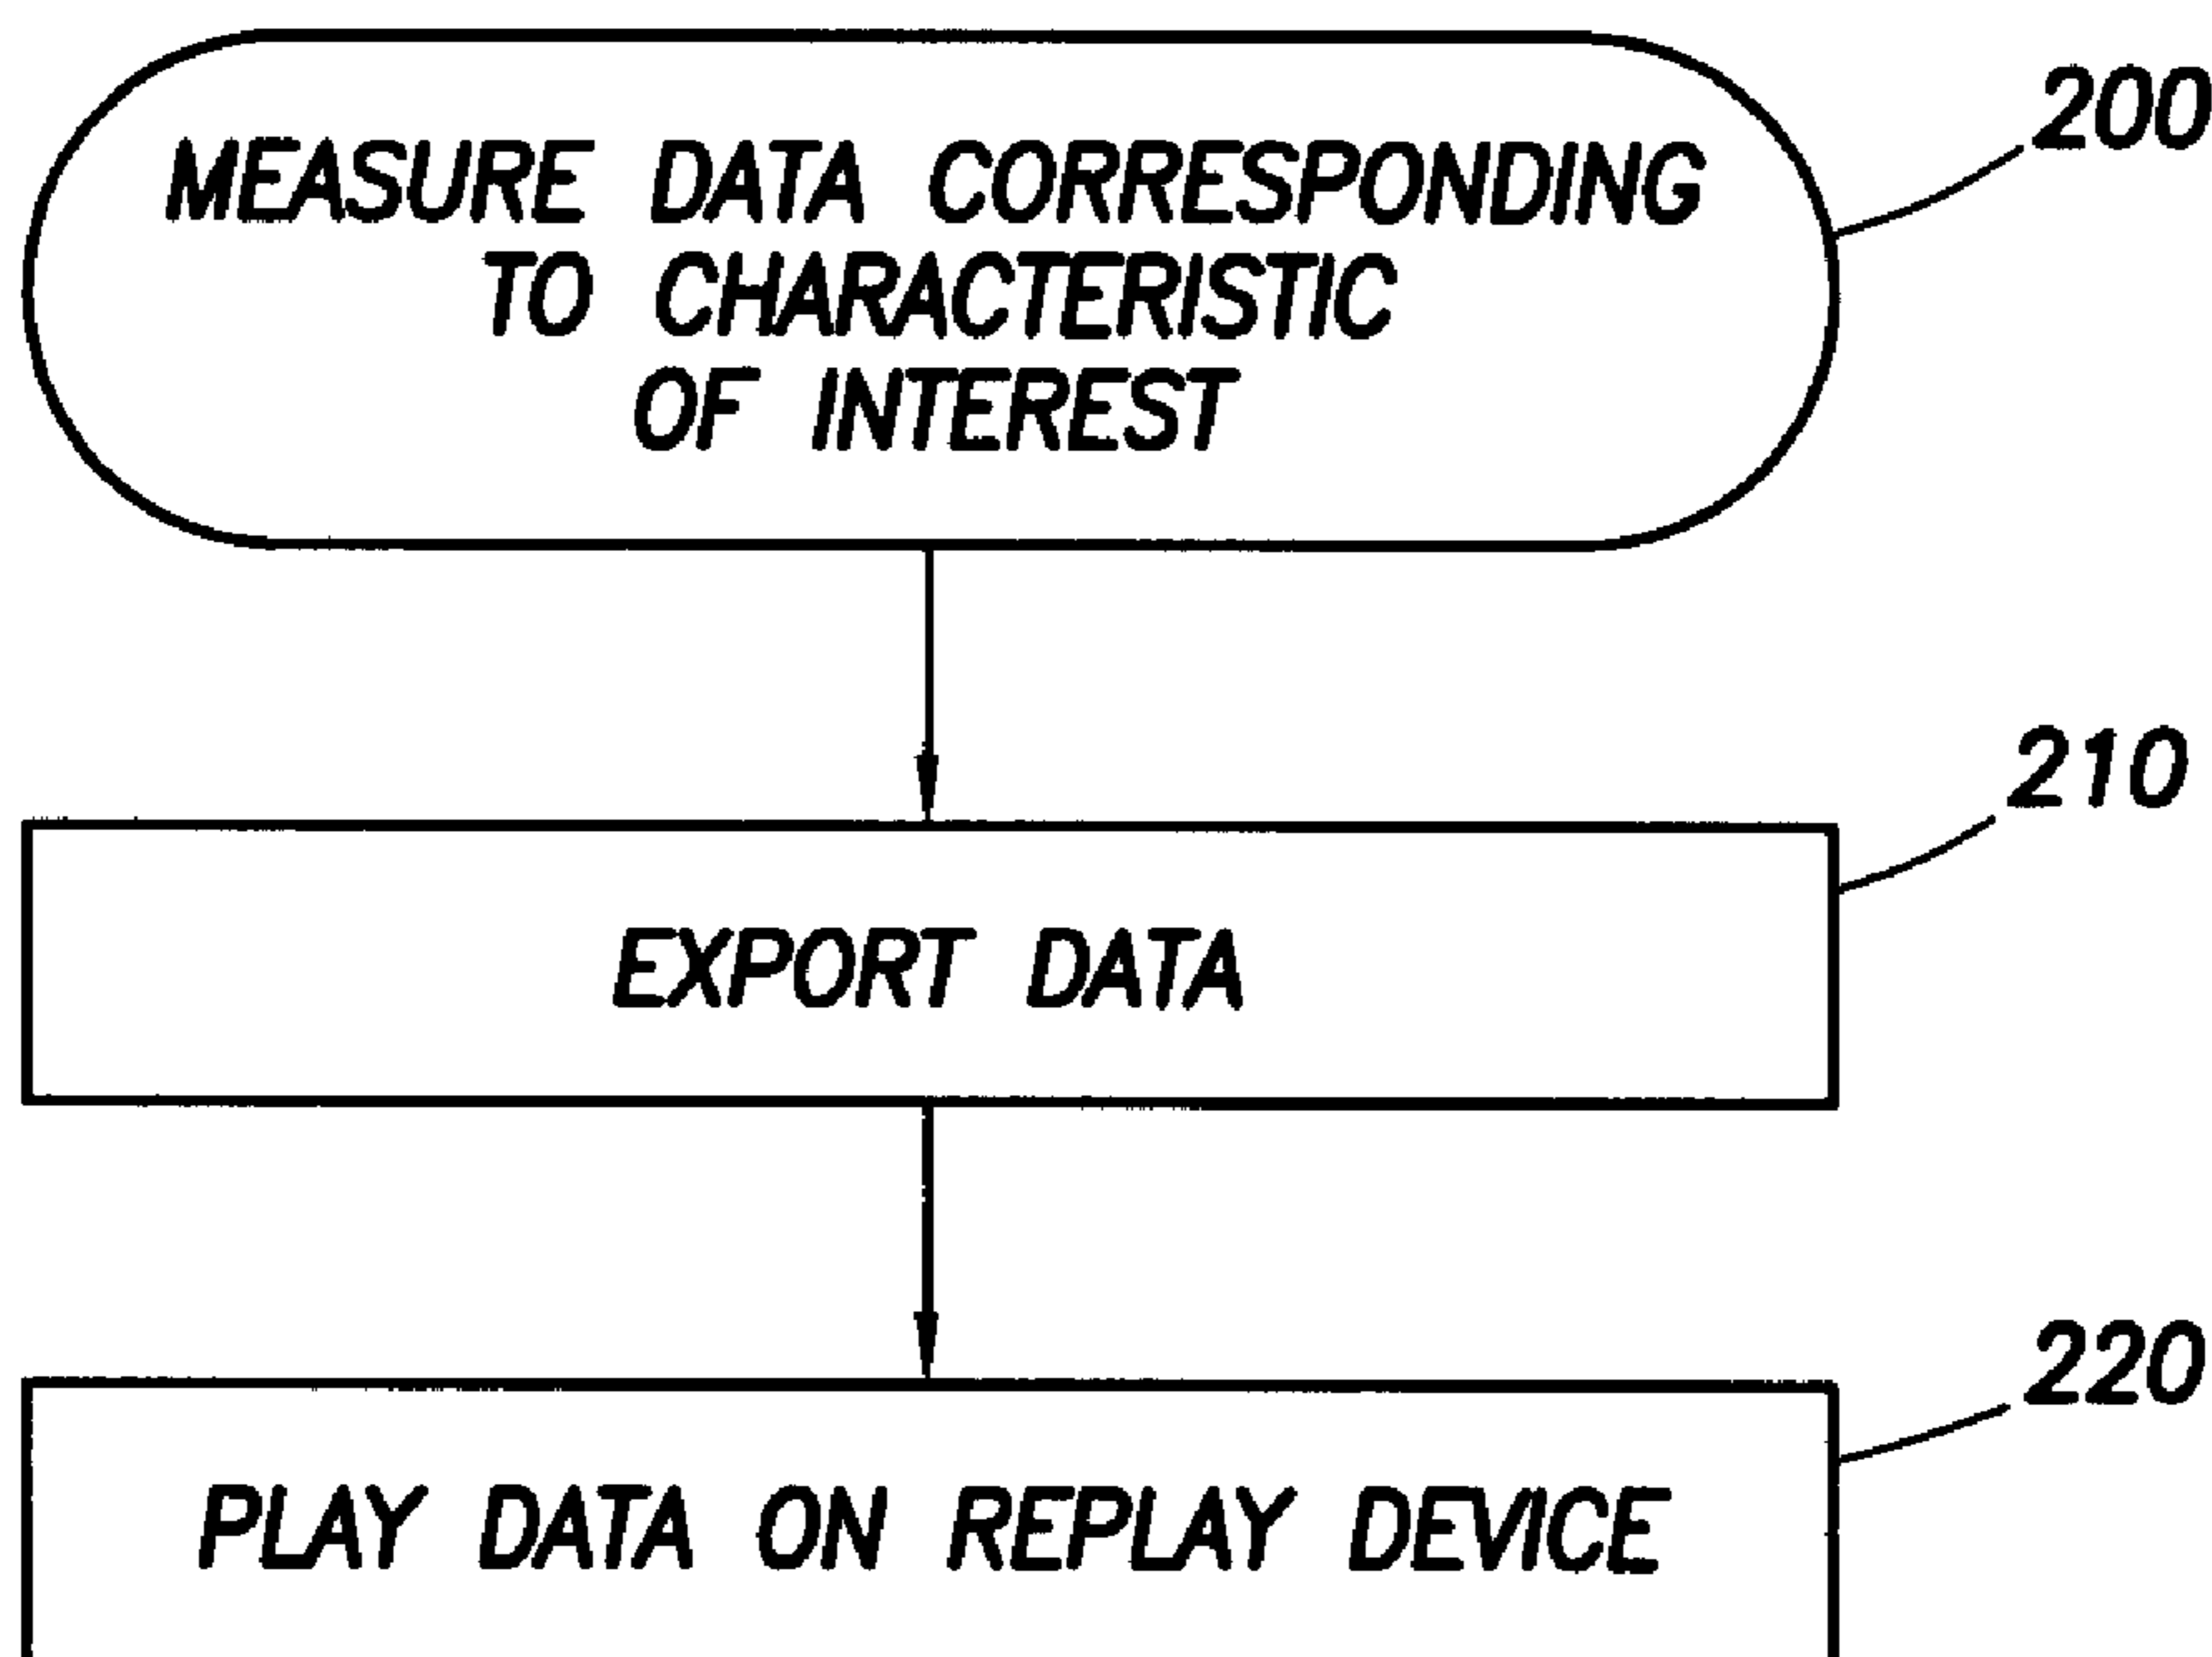 200
MEASURE DATA CORRESPONDING
TO CHARACTERISTIC
OF INTEREST
210
EXPORT DATA
220
PLAY DATA ON REPLAY DEVICE